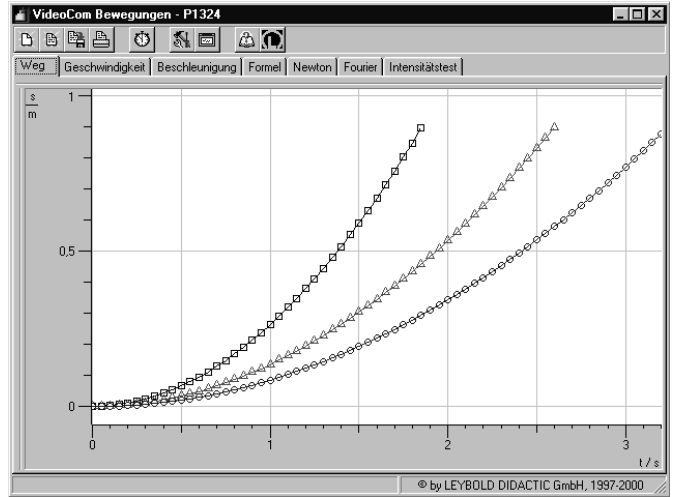 VideoCom Bewegungen - P1324
Weg Geschwindigkeit Beschleunigung Formel Newton Fourier Intensitätstest
s
m
1
0,5
0
0 1 2 3
t / s
© by LEYBOLD DIDACTIC GmbH, 1997-2000